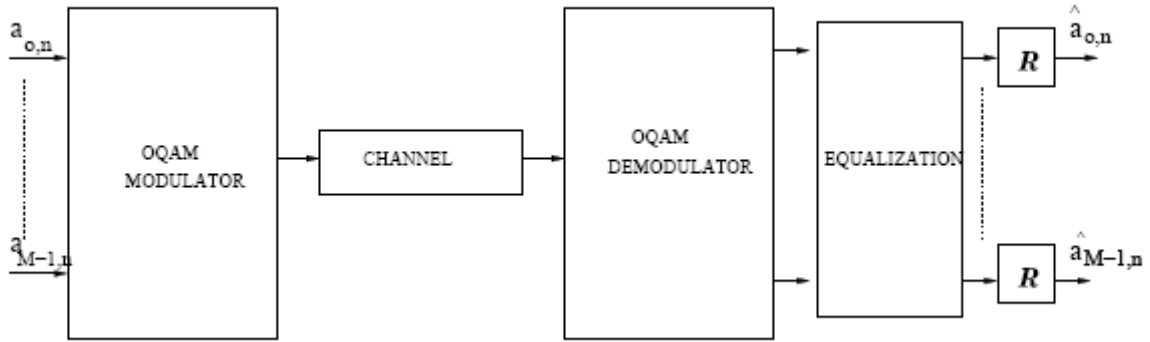 a o,n
OQAM
MODULATOR
CHANNEL
OQAM
DEMODULATOR
EQUALIZATION
R
^a o,n
a M−1,n
R
^a M−1,n